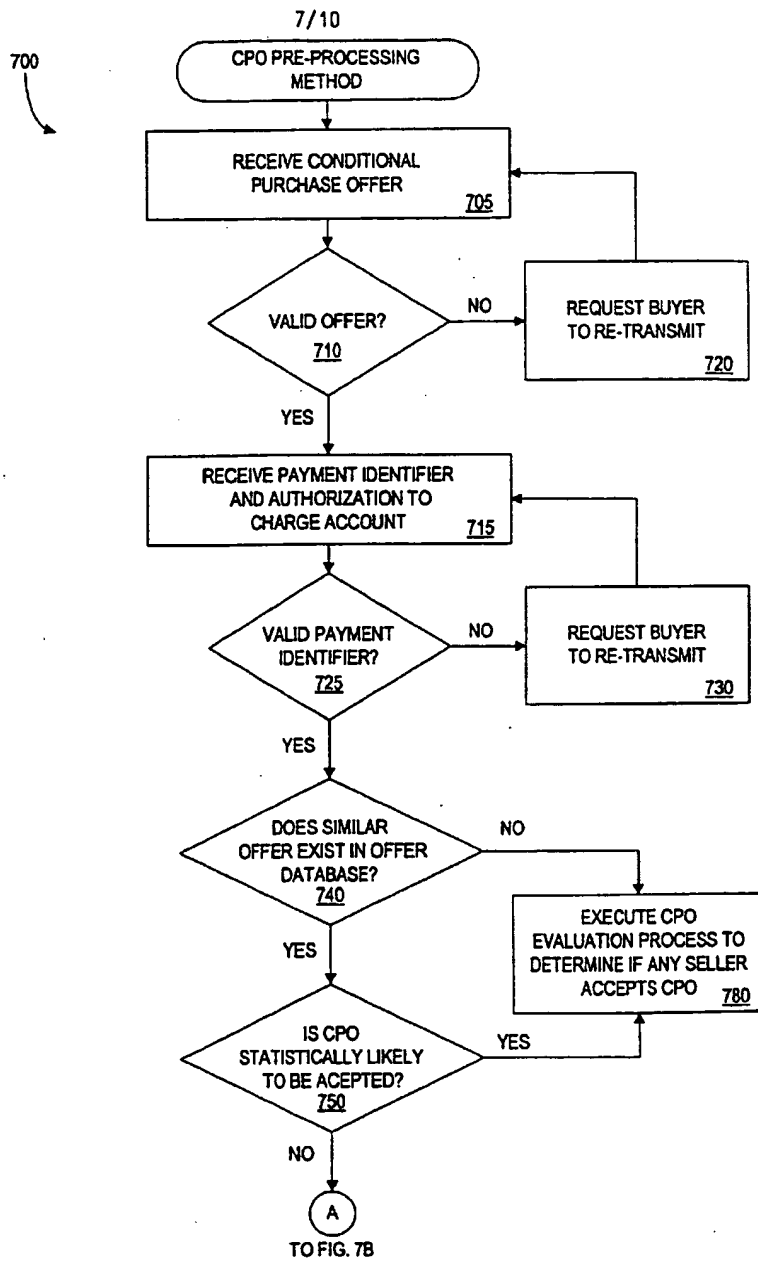 7/10
700
CPO PRE-PROCESSING
METHOD
RECEIVE CONDITIONAL
PURCHASE OFFER
705
VALID OFFER?
710
NO
REQUEST BUYER
TO RE-TRANSMIT
720
YES
RECEIVE PAYMENT IDENTIFIER
AND AUTHORIZATION TO
CHARGE ACCOUNT
715
VALID PAYMENT
IDENTIFIER?
725
NO
REQUEST BUYER
TO RE-TRANSMIT
730
YES
DOES SIMILAR
OFFER EXIST IN OFFER
DATABASE?
740
NO
EXECUTE CPO
EVALUATION PROCESS TO
DETERMINE IF ANY SELLER
ACCEPTS CPO
780
YES
IS CPO
STATISTICALLY LIKELY
TO BE ACEPTED?
750
YES
NO
A
TO FIG. 7B